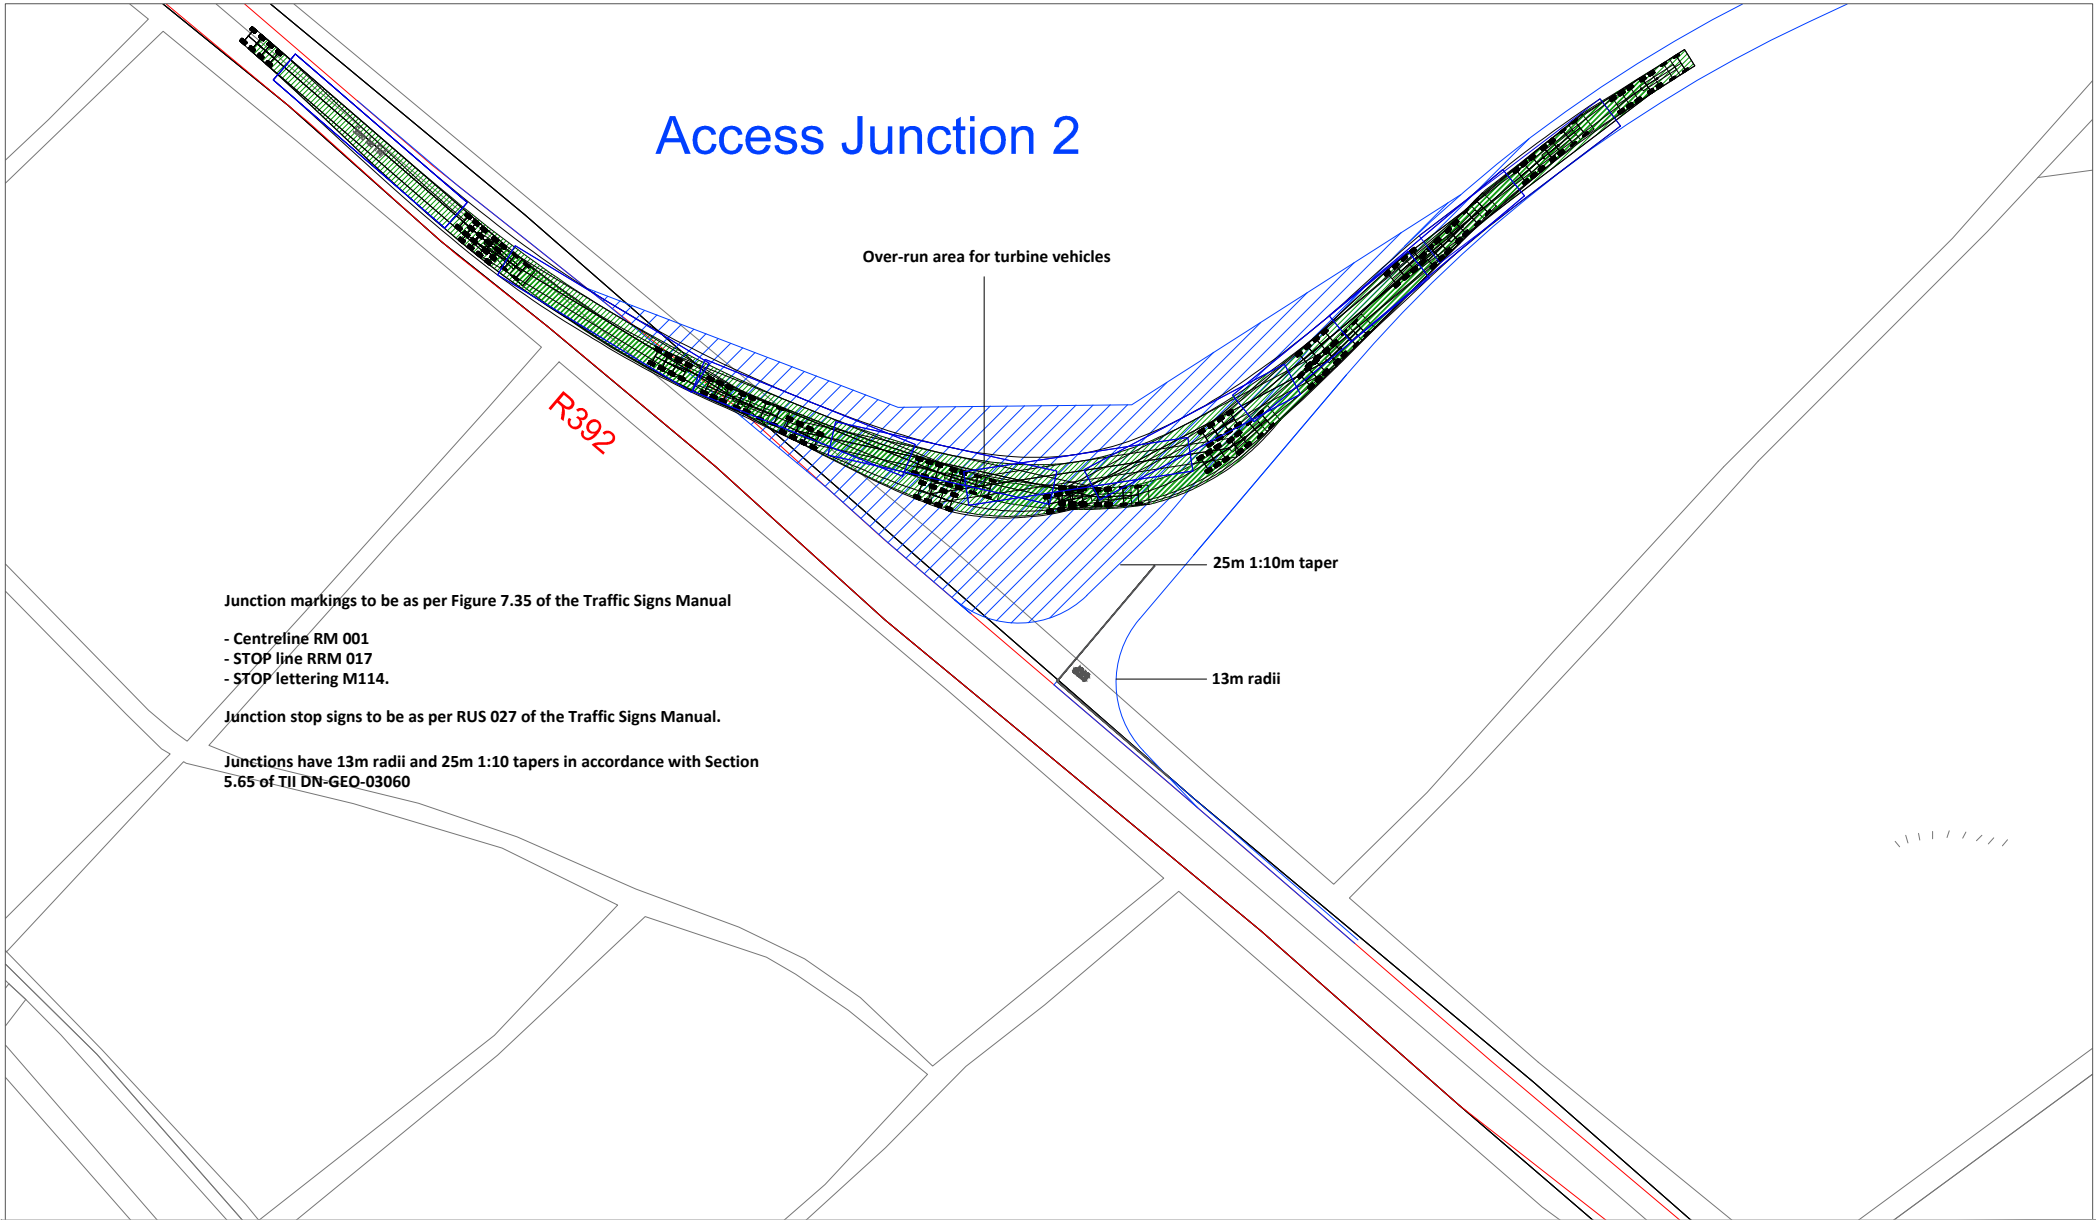 Access Junction 2
Over-run area for turbine vehicles
R392
25m 1:10m taper
Junction markings to be as per Figure 7.35 of the Traffic Signs Manual
- Centreline RM 001
- STOP line RRM 017
- STOP lettering M114.
13m radii
Junction stop signs to be as per RUS 027 of the Traffic Signs Manual.
Junctions have 13m radii and 25m 1:10 tapers in accordance with Section
5.65 of TII DN-GEO-03060